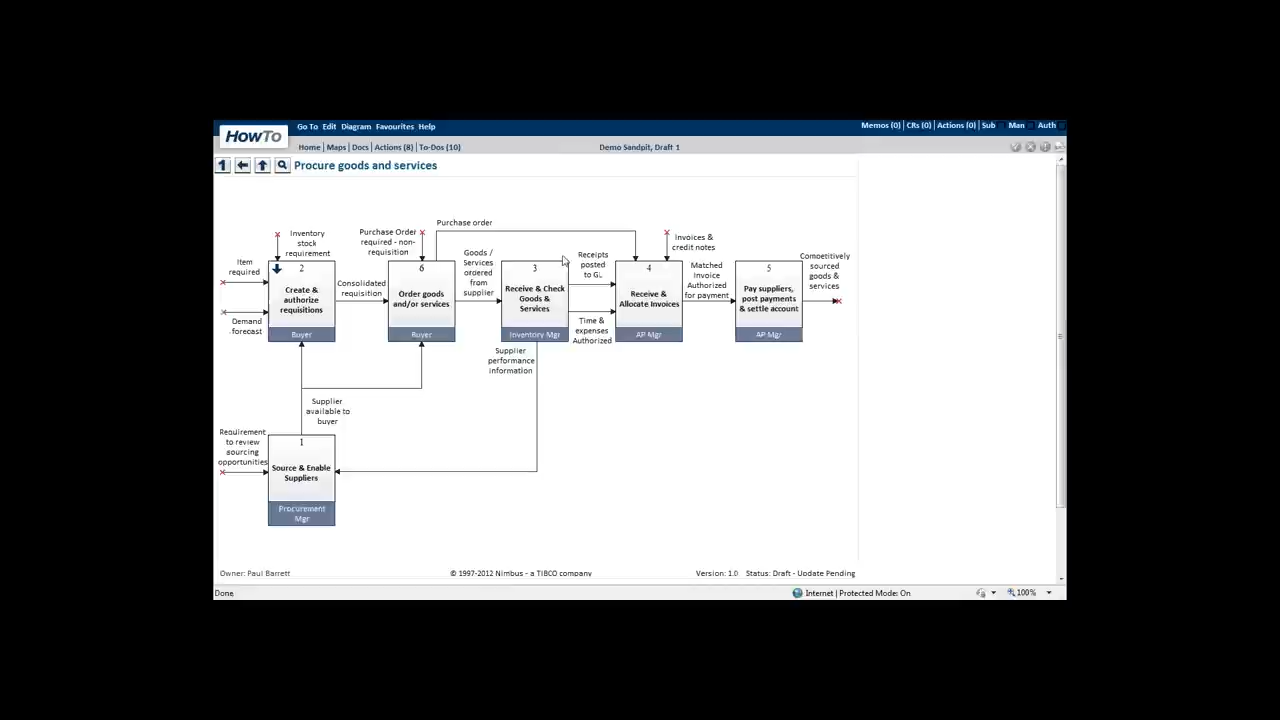 HowTo
Go To Edit Diagram Favourites Help
Memos (0) | CRs (0) | Actions (0) | Sub Man Auth
Home | Maps | Docs | Actions (8) | To-Dos (10)
Demo Sandpit, Draft 1
1
Procure goods and services
Purchase order
Inventory
stock
requirement
Purchase Order
required - non-
requisition
Invoices &
credit notes
Item
required
Goods /
Services
ordered
from
supplier
Receipts
posted
to GL
Matched
Invoice
Authorized
for payment
Competitively
sourced
goods &
services
2
Create &
authorize
requisitions
Buyer
Consolidated
requisition
6
Order goods
and/or services
Buyer
3
Receive & Check
Goods &
Services
Inventory Mgr
4
Receive &
Allocate Invoices
AP Mgr
5
Pay suppliers,
post payments
& settle account
AP Mgr
Demand
forecast
Time &
expenses
Authorized
Supplier
performance
information
Supplier
available to
buyer
Requirement
to review
sourcing
opportunities
1
Source & Enable
Suppliers
Procurement
Mgr
Owner: Paul Barrett
© 1997-2012 Nimbus - a TIBCO company
Version: 1.0 Status: Draft - Update Pending
Done
Internet | Protected Mode: On
100%